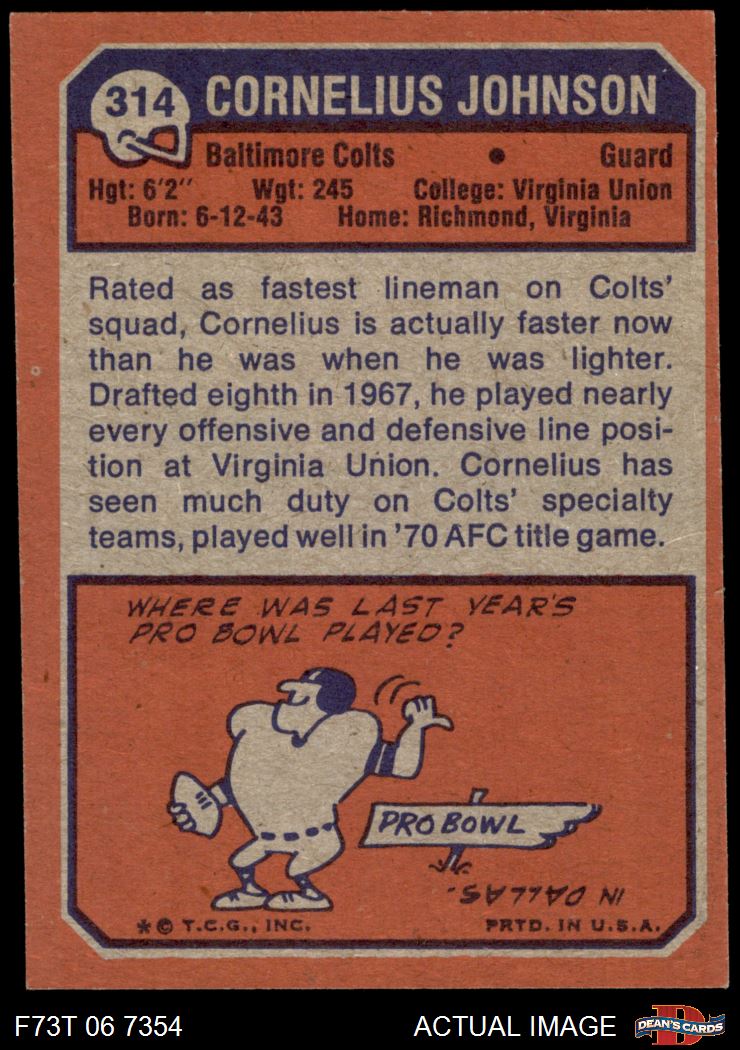 314 CORNELIUS JOHNSON
Baltimore Colts • Guard
Hgt: 6'2'' Wgt: 245 College: Virginia Union
Born: 6-12-43 Home: Richmond, Virginia
Rated as fastest lineman on Colts'
squad, Cornelius is actually faster now
than he was when he was lighter.
Drafted eighth in 1967, he played nearly
every offensive and defensive line posi-
tion at Virginia Union. Cornelius has
seen much duty on Colts' specialty
teams, played well in '70 AFC title game.
WHERE WAS LAST YEAR'S
PRO BOWL PLAYED?
PRO BOWL
IN DALLAS.
*© T.C.G., INC. PRTD. IN U.S.A.
F73T 06 7354 ACTUAL IMAGE D DEAN'S CARDS